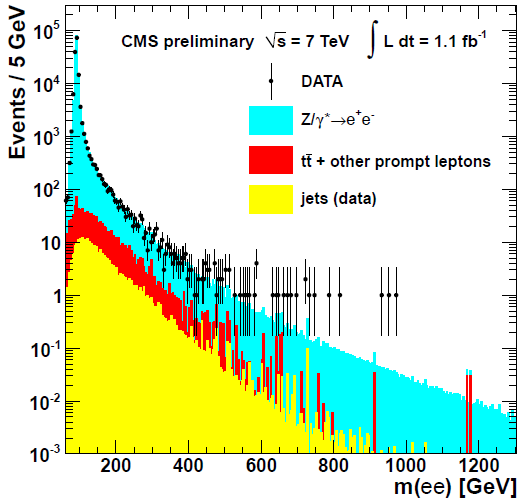 CMS preliminary √s = 7 TeV ∫ L dt = 1.1 fb⁻¹
DATA
Z/γ*→e⁺e⁻
tt̄ + other prompt leptons
jets (data)
Events / 5 GeV
10⁵
10⁴
10³
10²
10
1
10⁻¹
10⁻²
10⁻³
200 400 600 800 1000 1200
m(ee) [GeV]